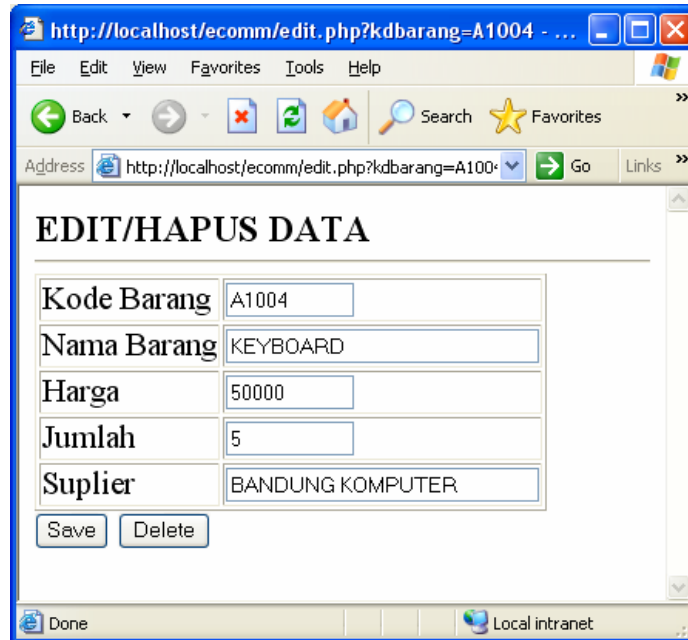 http://localhost/ecomm/edit.php?kdbarang=A1004 - ...
File Edit View Favorites Tools Help
Back Search Favorites »
Address http://localhost/ecomm/edit.php?kdbarang=A100 Go Links »
EDIT/HAPUS DATA
Kode Barang A1004
Nama Barang KEYBOARD
Harga 50000
Jumlah 5
Suplier BANDUNG KOMPUTER
Save Delete
Done Local intranet